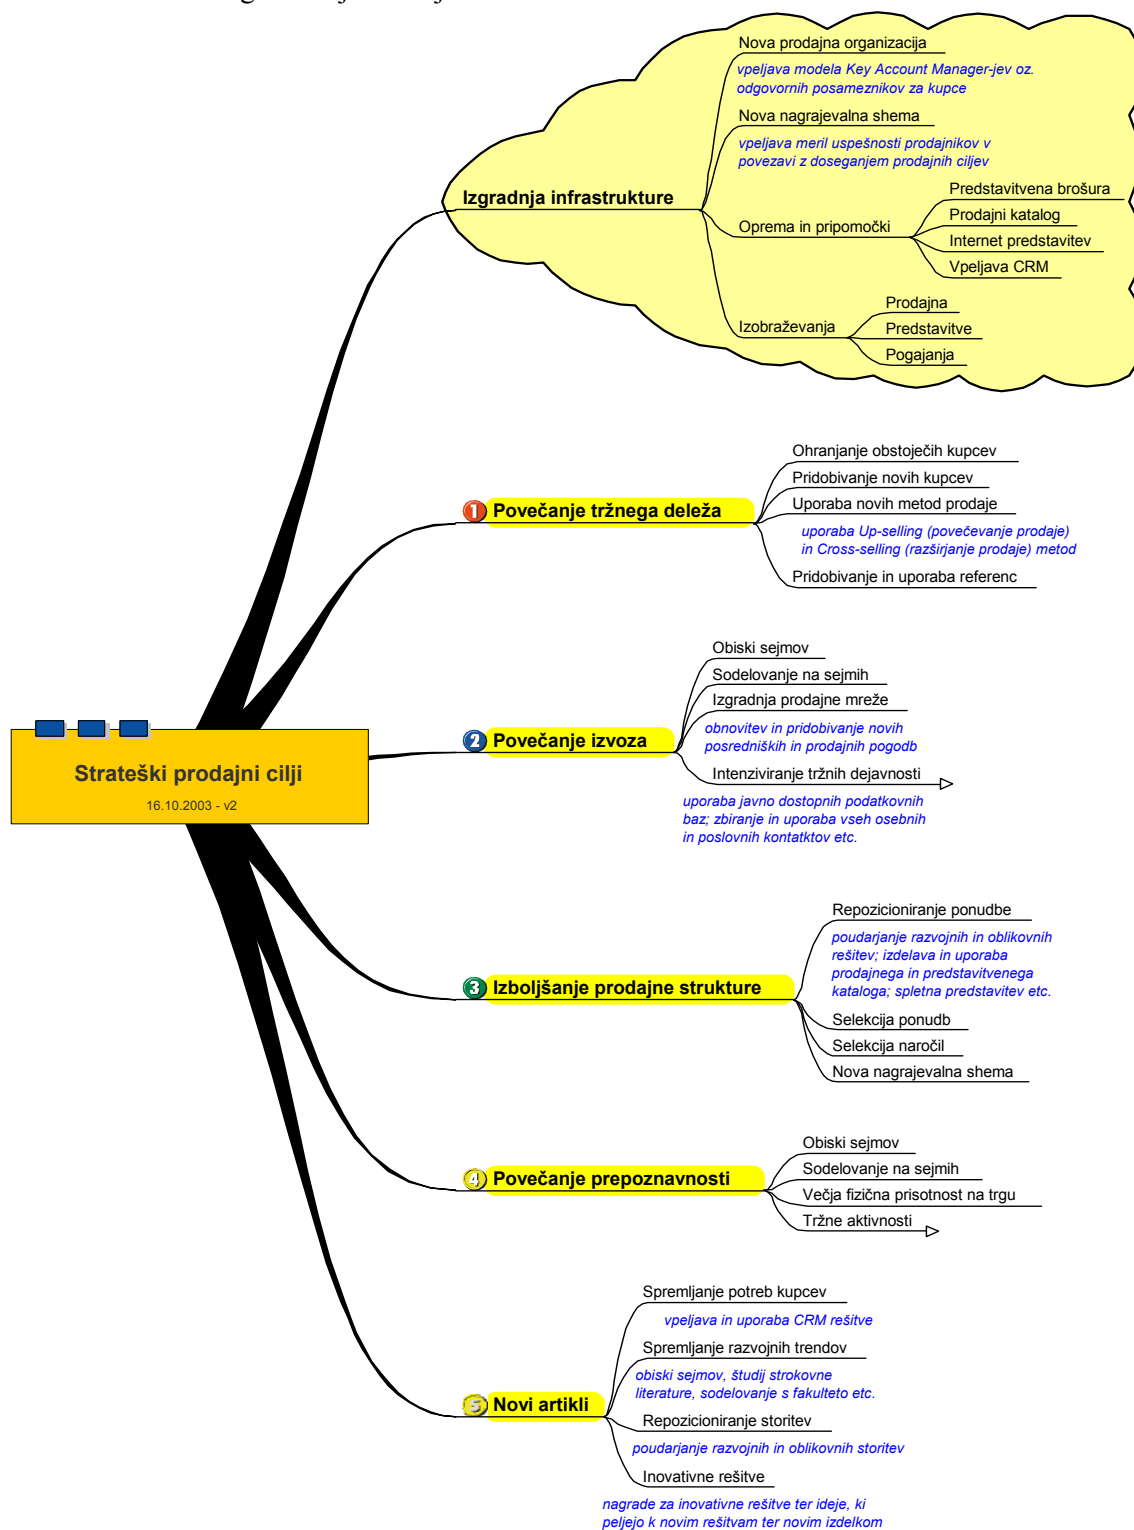 Strateški prodajni cilji
16.10.2003 - v2
Izgradnja infrastrukture
Nova prodajna organizacija
vpeljava modela Key Account Manager-jev oz.
odgovornih posameznikov za kupce
Nova nagrajevalna shema
vpeljava meril uspešnosti prodajnikov v
povezavi z doseganjem prodajnih ciljev
Oprema in pripomočki
Predstavitvena brošura
Prodajni katalog
Internet predstavitev
Vpeljava CRM
Izobraževanja
Prodajna
Predstavitve
Pogajanja
1 Povečanje tržnega deleža
Ohranjanje obstoječih kupcev
Pridobivanje novih kupcev
Uporaba novih metod prodaje
uporaba Up-selling (povečevanje prodaje)
in Cross-selling (razširjanje prodaje) metod
Pridobivanje in uporaba referenc
2 Povečanje izvoza
Obiski sejmov
Sodelovanje na sejmih
Izgradnja prodajne mreže
obnovitev in pridobivanje novih
posredniških in prodajnih pogodb
Intenziviranje tržnih dejavnosti
uporaba javno dostopnih podatkovnih
baz; zbiranje in uporaba vseh osebnih
in poslovnih kontatktov etc.
3 Izboljšanje prodajne strukture
Repozicioniranje ponudbe
poudarjanje razvojnih in oblikovnih
rešitev; izdelava in uporaba
prodajnega in predstavitvenega
kataloga; spletna predstavitev etc.
Selekcija ponudb
Selekcija naročil
Nova nagrajevalna shema
4 Povečanje prepoznavnosti
Obiski sejmov
Sodelovanje na sejmih
Večja fizična prisotnost na trgu
Tržne aktivnosti
5 Novi artikli
Spremljanje potreb kupcev
vpeljava in uporaba CRM rešitve
Spremljanje razvojnih trendov
obiski sejmov, študij strokovne
literature, sodelovanje s fakulteto etc.
Repozicioniranje storitev
poudarjanje razvojnih in oblikovnih storitev
Inovativne rešitve
nagrade za inovativne rešitve ter ideje, ki
peljejo k novim rešitvam ter novim izdelkom